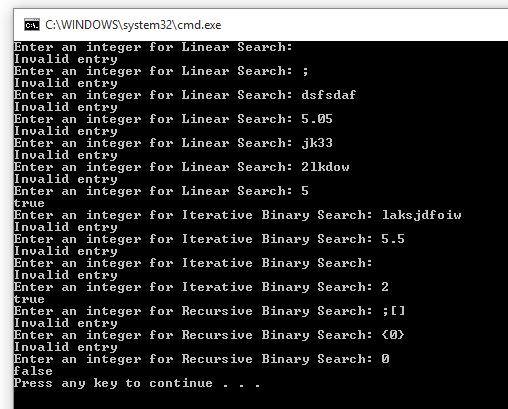 C:\WINDOWS\system32\cmd.exe
Enter an integer for Linear Search:
Invalid entry
Enter an integer for Linear Search: ;
Invalid entry
Enter an integer for Linear Search: dsfsdaf
Invalid entry
Enter an integer for Linear Search: 5.05
Invalid entry
Enter an integer for Linear Search: jk33
Invalid entry
Enter an integer for Linear Search: 2lkdow
Invalid entry
Enter an integer for Linear Search: 5
true
Enter an integer for Iterative Binary Search: laksjdfoiw
Invalid entry
Enter an integer for Iterative Binary Search: 5.5
Invalid entry
Enter an integer for Iterative Binary Search:
Invalid entry
Enter an integer for Iterative Binary Search: 2
true
Enter an integer for Recursive Binary Search: ;[]
Invalid entry
Enter an integer for Recursive Binary Search: {0}
Invalid entry
Enter an integer for Recursive Binary Search: 0
false
Press any key to continue . . .